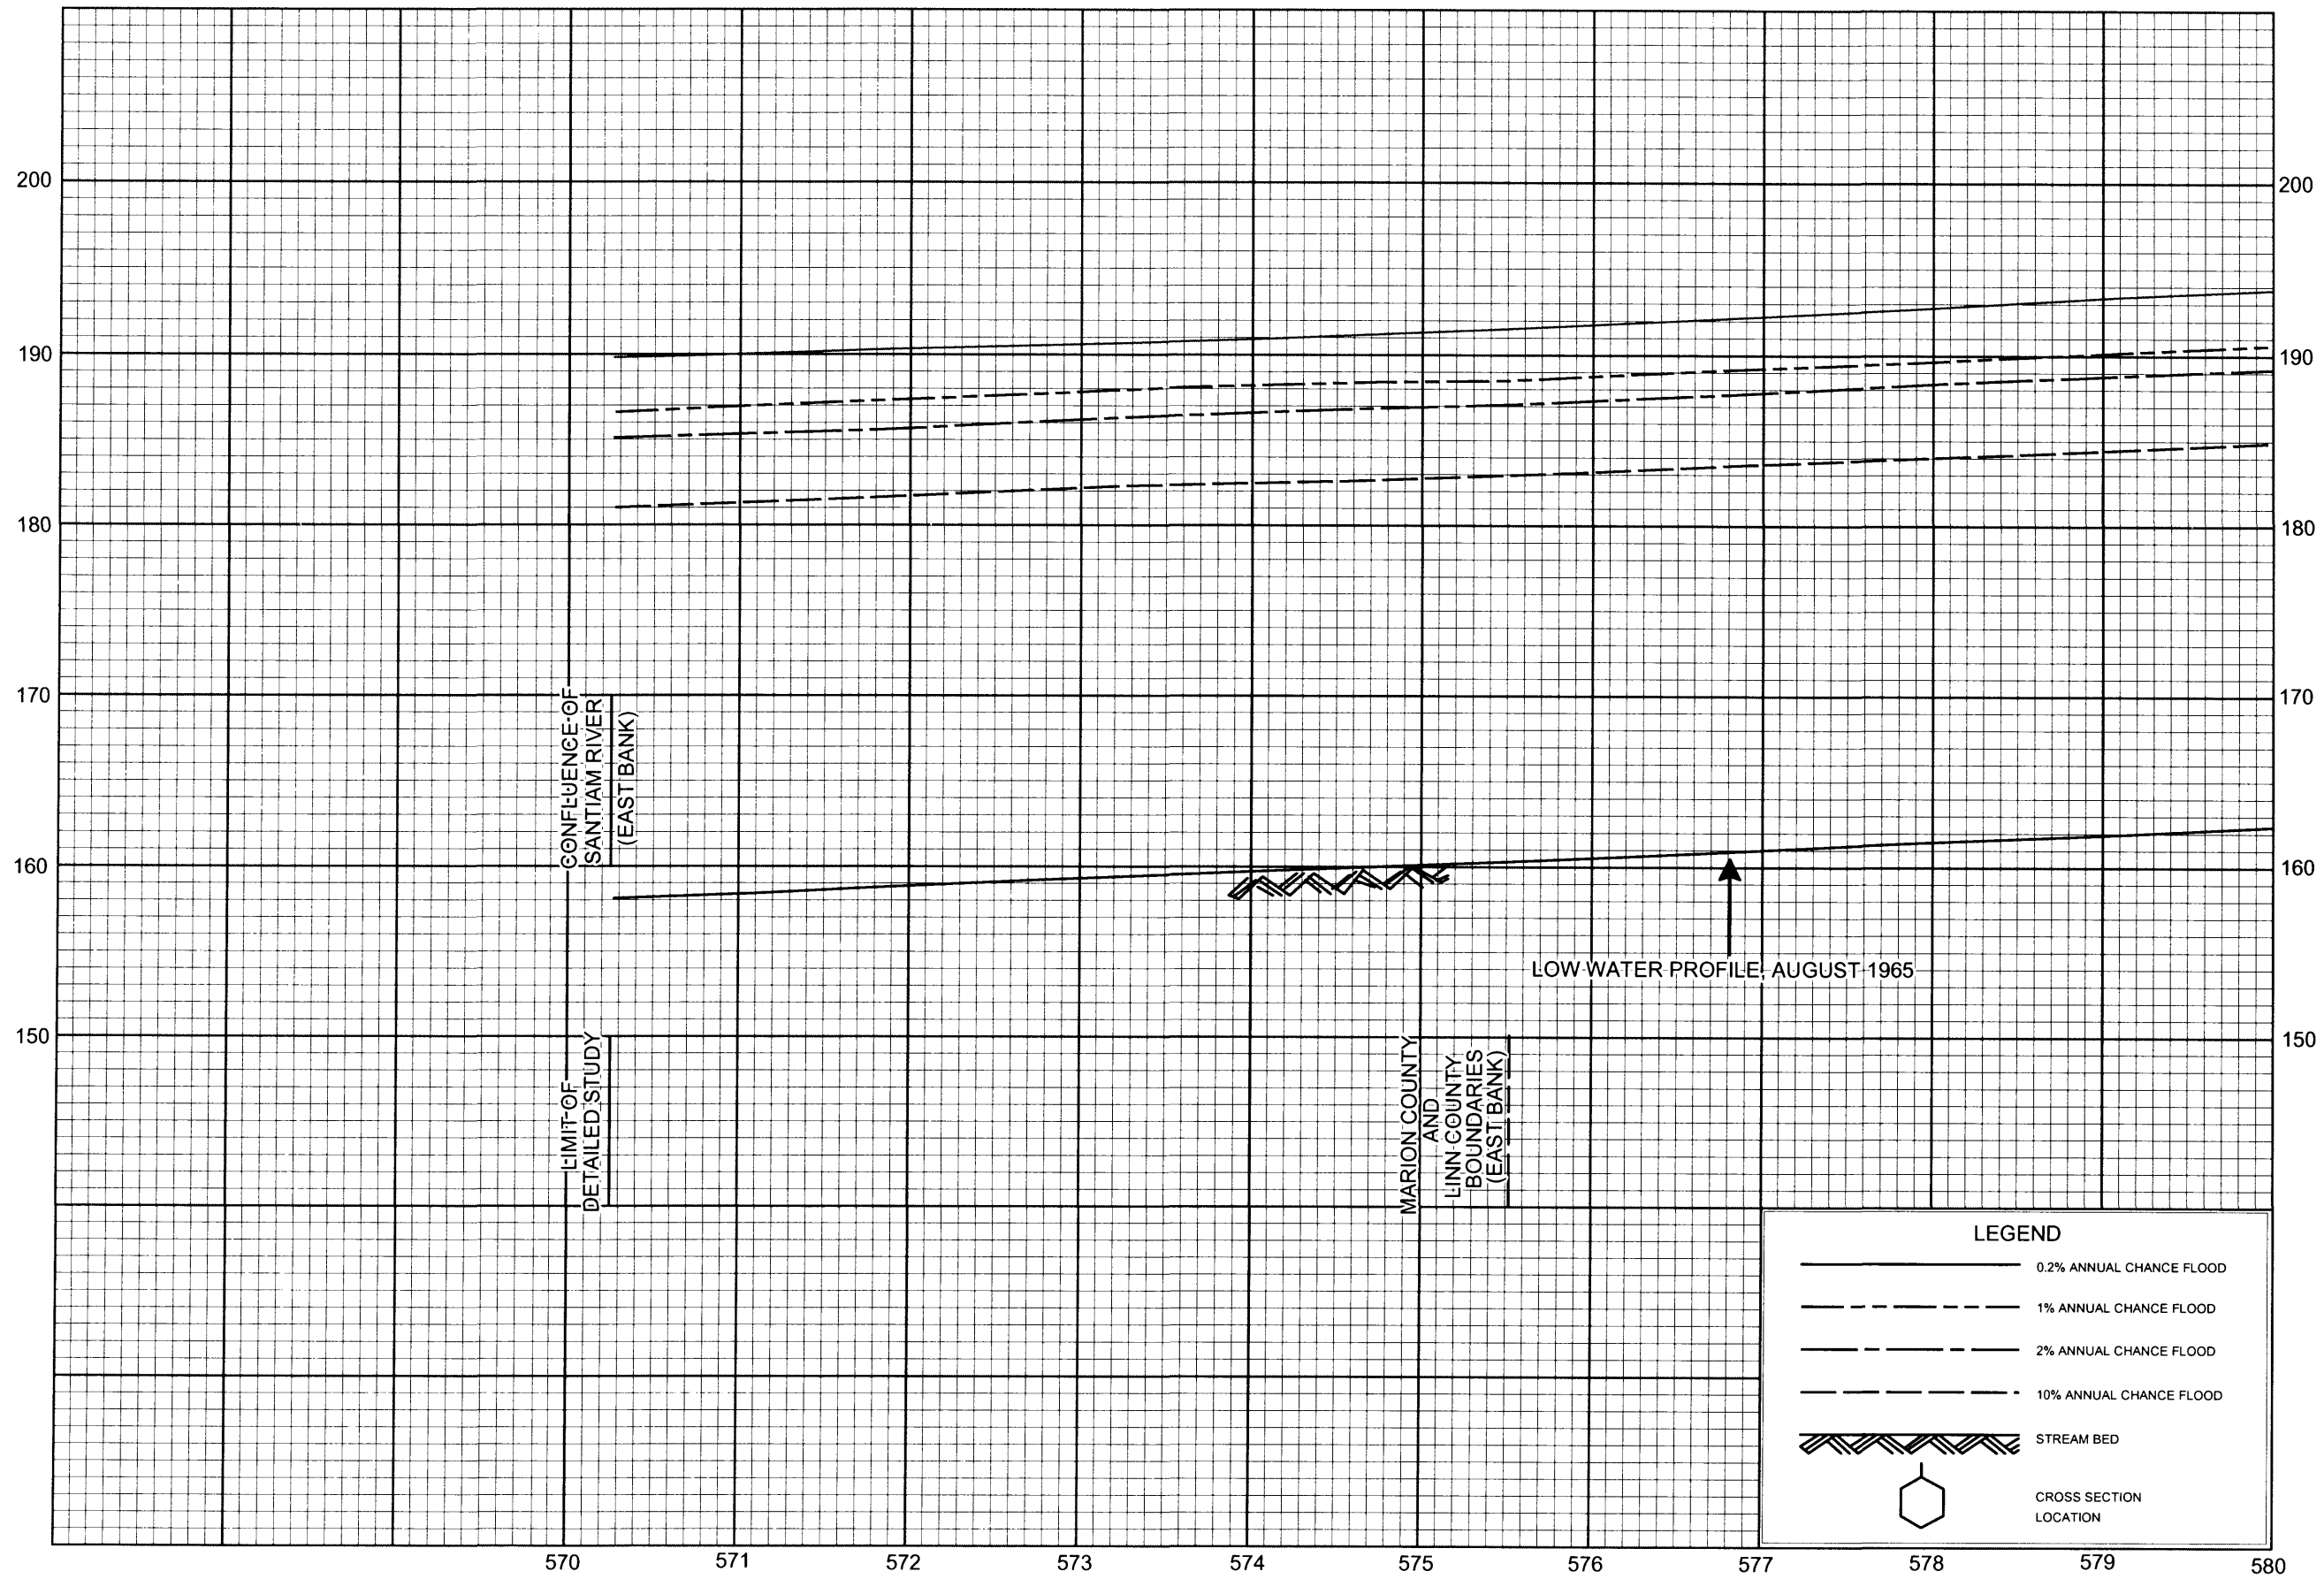 200
190
180
170
160
150
200
190
180
170
160
150
CONFLUENCE OF
SANTIAM RIVER
(EAST BANK)
LOW WATER PROFILE, AUGUST 1965
LIMIT OF
DETAILED STUDY
MARION COUNTY
AND
LINN COUNTY
BOUNDARIES
(EAST BANK)
LEGEND
0.2% ANNUAL CHANCE FLOOD
1% ANNUAL CHANCE FLOOD
2% ANNUAL CHANCE FLOOD
10% ANNUAL CHANCE FLOOD
STREAM BED
CROSS SECTION
LOCATION
570 571 572 573 574 575 576 577 578 579 580